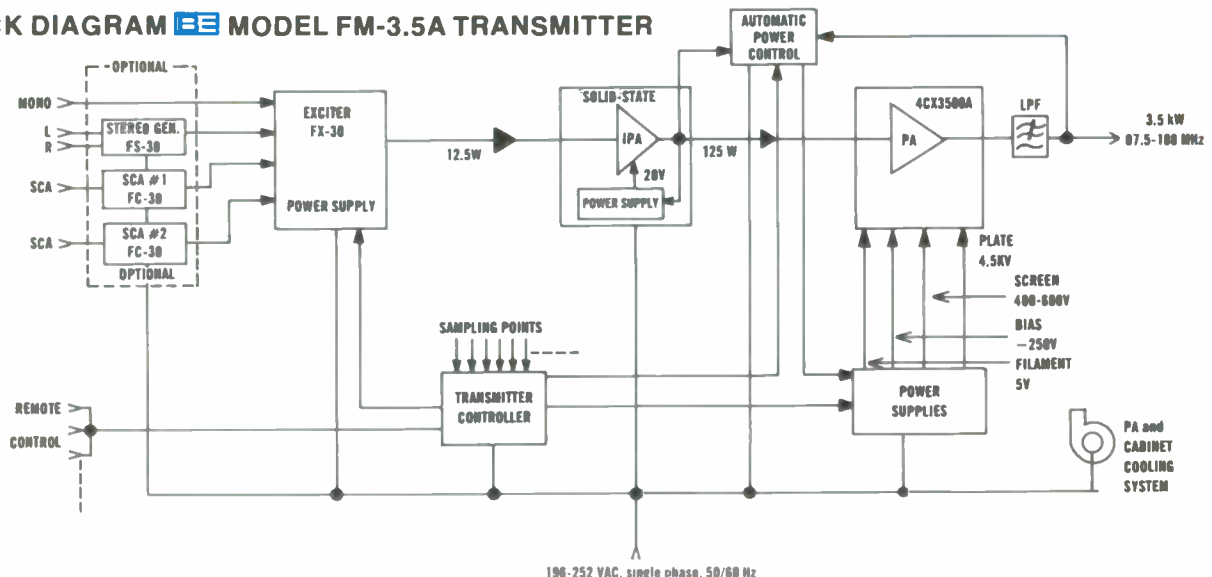 CK DIAGRAM BE MODEL FM-3.5A TRANSMITTER
AUTOMATIC
POWER
CONTROL
OPTIONAL
MONO
L
R
STEREO GEN.
FS-30
SCA
SCA #1
FC-30
SCA
SCA #2
FC-30
OPTIONAL
EXCITER
FX-30
POWER SUPPLY
12.5W
SOLID-STATE
IPA
20V
POWER SUPPLY
125 W
4CX3500A
PA
LPF
3.5 kW
87.5-108 MHz
PLATE
4.5KV
SCREEN
400-600V
BIAS
-250V
FILAMENT
5V
SAMPLING POINTS
TRANSMITTER
CONTROLLER
POWER
SUPPLIES
REMOTE
CONTROL
PA and
CABINET
COOLING
SYSTEM
196-252 VAC, single phase, 50/60 Hz